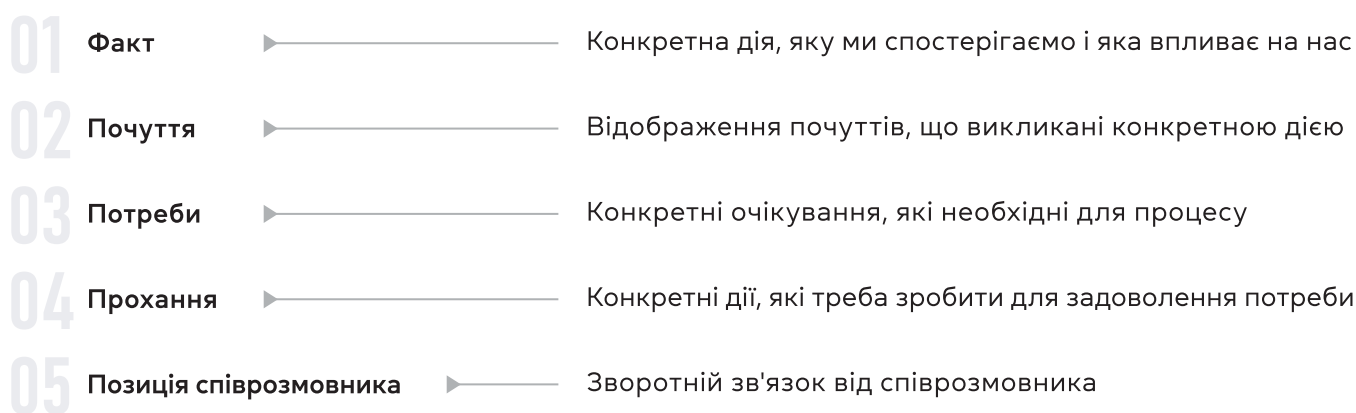 01 Факт Конкретна дія, яку ми спостерігаємо і яка впливає на нас
02 Почуття Відображення почуттів, що викликані конкретною дією
03 Потреби Конкретні очікування, які необхідні для процесу
04 Прохання Конкретні дії, які треба зробити для задоволення потреби
05 Позиція співрозмовника Зворотній зв'язок від співрозмовника